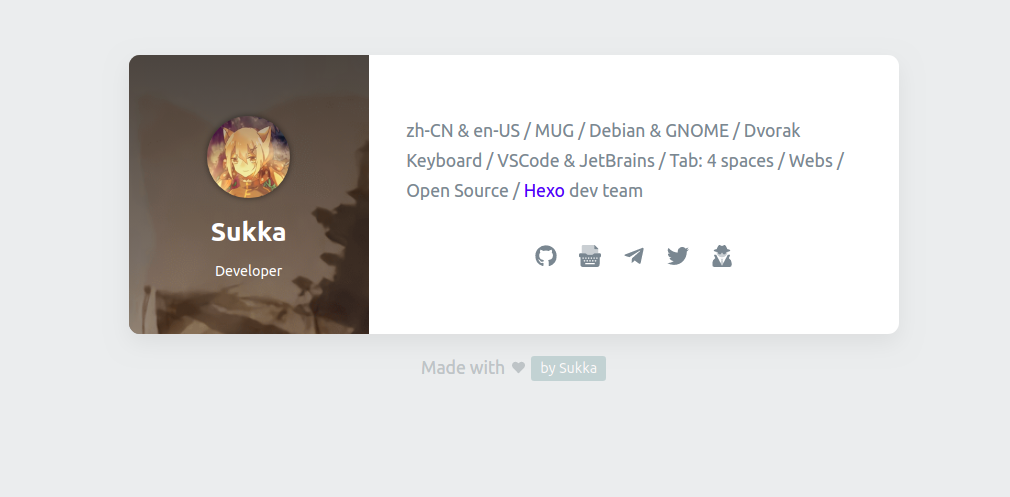 Sukka
Developer
zh-CN & en-US / MUG / Debian & GNOME / Dvorak
Keyboard / VSCode & JetBrains / Tab: 4 spaces / Webs /
Open Source / Hexo dev team
Made with ❤ by Sukka